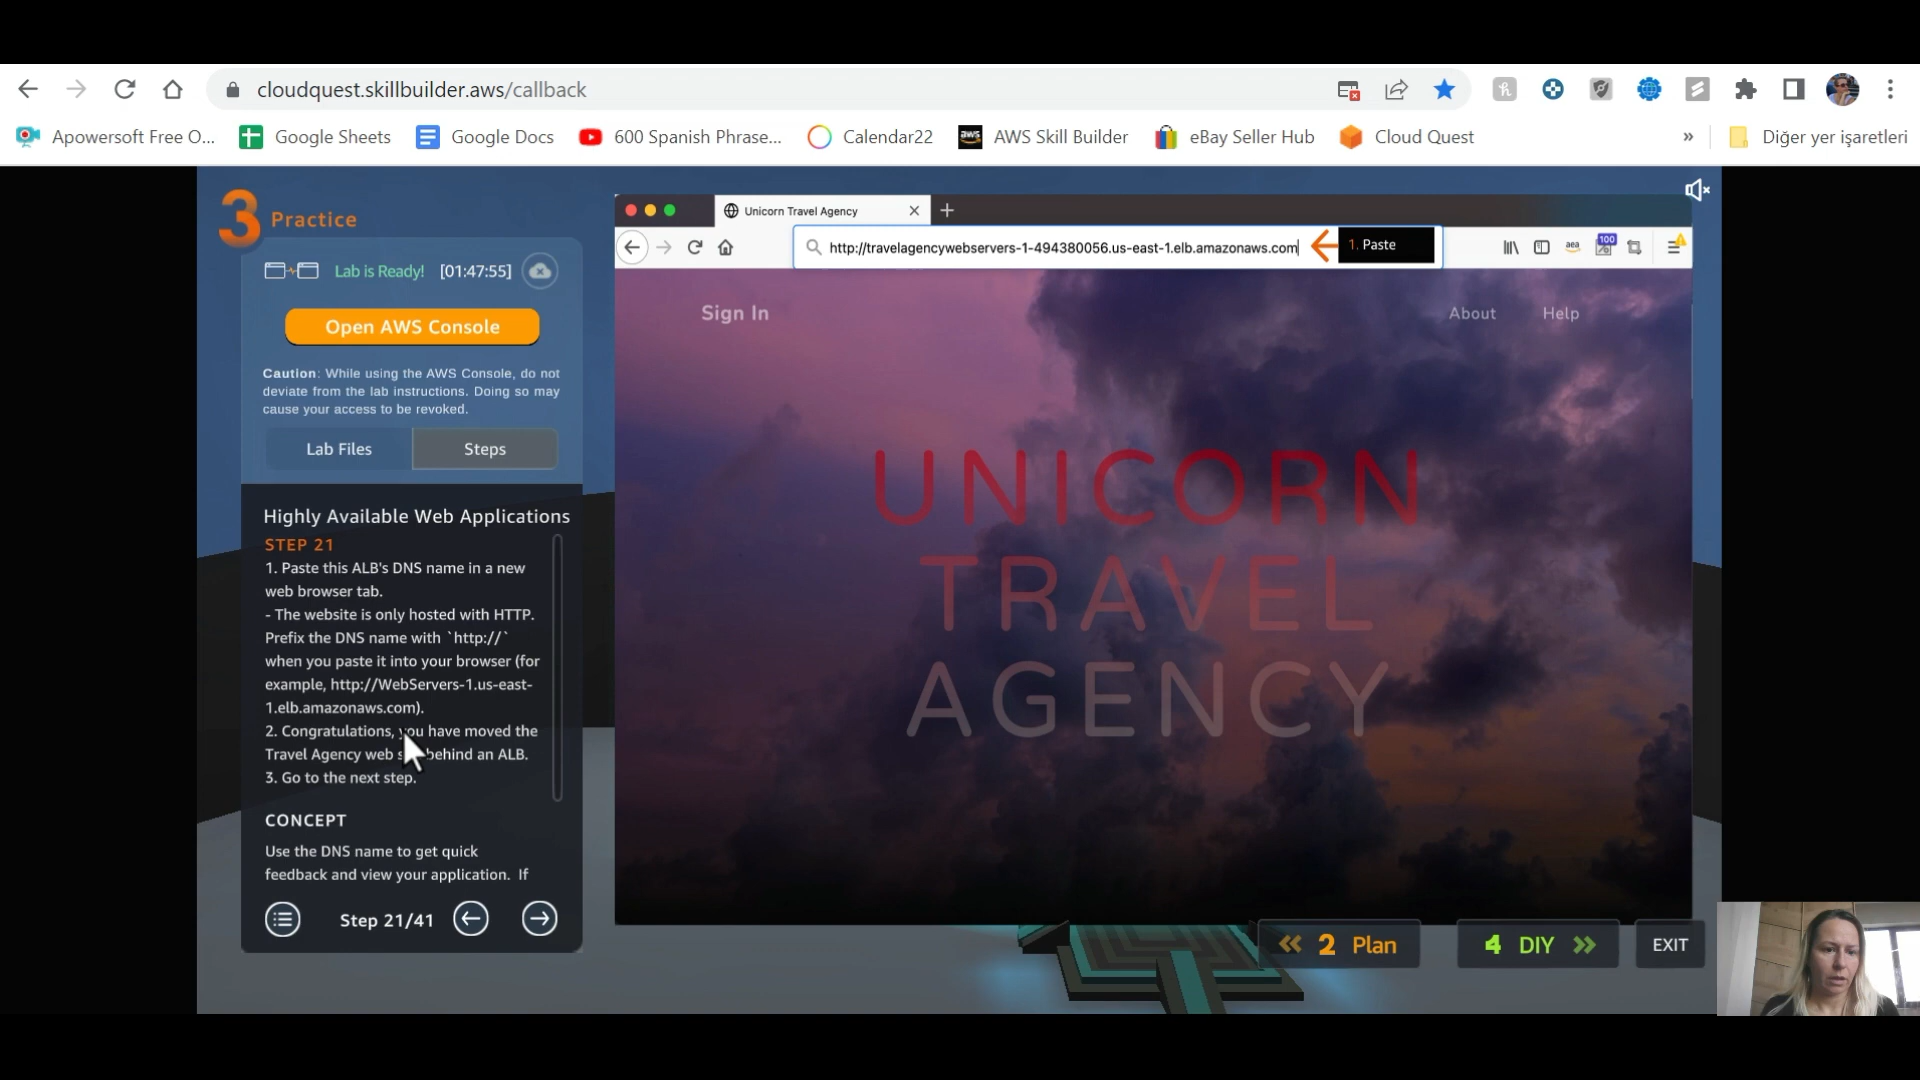 cloudquest.skillbuilder.aws/callback
Apowersoft Free O...
Google Sheets
Google Docs
600 Spanish Phrase...
Calendar22
aws
AWS Skill Builder
eBay Seller Hub
Cloud Quest
»
Diğer yer işaretleri
3 Practice
Lab is Ready! [01:47:55]
Open AWS Console
Caution: While using the AWS Console, do not
deviate from the lab instructions. Doing so may
cause your access to be revoked.
Lab Files
Steps
Highly Available Web Applications
STEP 21
1. Paste this ALB's DNS name in a new
web browser tab.
- The website is only hosted with HTTP.
Prefix the DNS name with `http://`
when you paste it into your browser (for
example, http://WebServers-1.us-east-
1.elb.amazonaws.com).
2. Congratulations, you have moved the
Travel Agency web behind an ALB.
3. Go to the next step.
CONCEPT
Use the DNS name to get quick
feedback and view your application. If
Step 21/41
Unicorn Travel Agency
http://travelagencywebservers-1-494380056.us-east-1.elb.amazonaws.com
1. Paste
aea
100
Sign In
About
Help
UNICORN
TRAVEL
AGENCY
2 Plan
4 DIY
EXIT